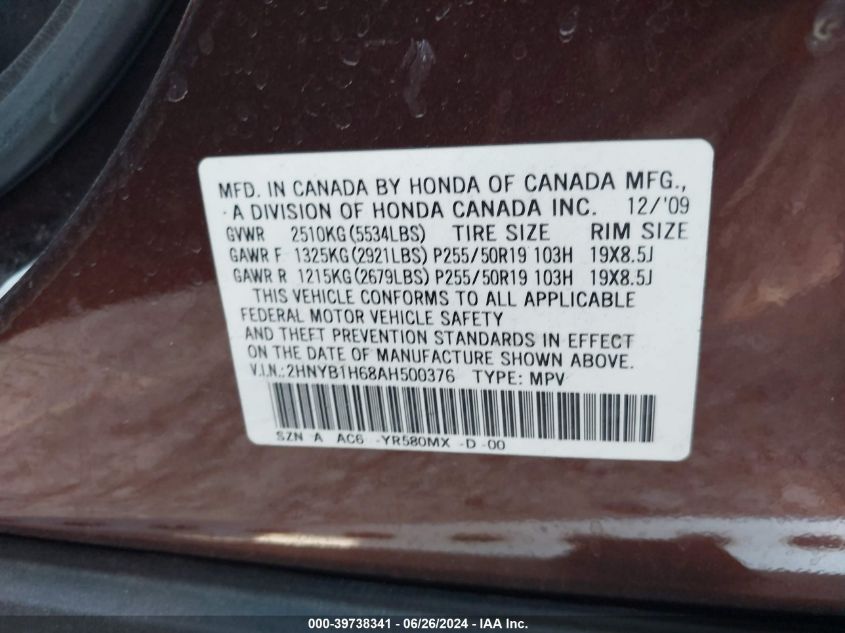 MFD. IN CANADA BY HONDA OF CANADA MFG.,
A DIVISION OF HONDA CANADA INC. 12/'09
GVWR 2510KG(5534LBS) TIRE SIZE RIM SIZE
GAWR F 1325KG(2921LBS) P255/50R19 103H 19X8.5J
GAWR R 1215KG(2679LBS) P255/50R19 103H 19X8.5J
THIS VEHICLE CONFORMS TO ALL APPLICABLE
FEDERAL MOTOR VEHICLE SAFETY
AND THEFT PREVENTION STANDARDS IN EFFECT
ON THE DATE OF MANUFACTURE SHOWN ABOVE.
V.I.N.:2HNYB1H68AH500376 TYPE: MPV
SZN A AC6 -YR580MX -D -00
000-39738341 / 06/26/2024 - IAA Inc.